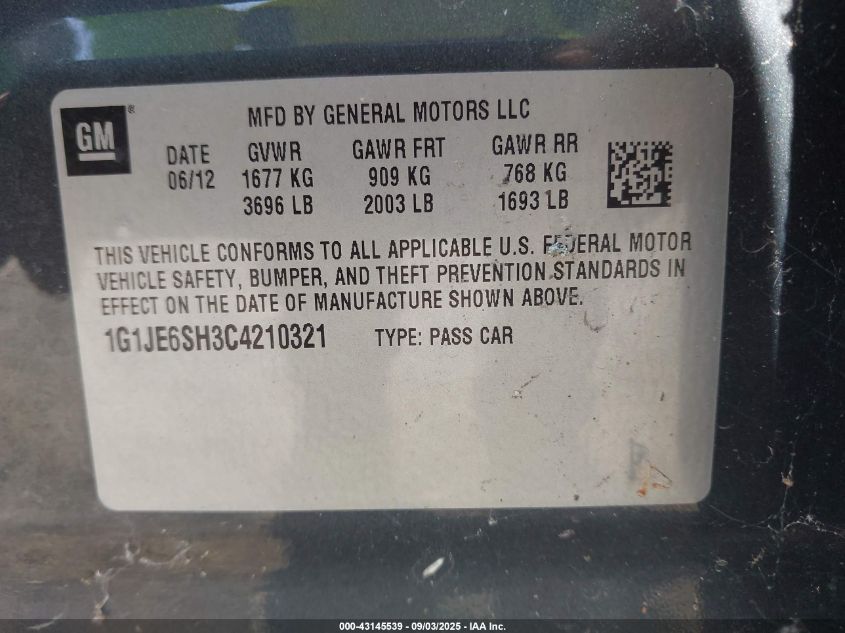 GM ®
MFD BY GENERAL MOTORS LLC
DATE GVWR GAWR FRT GAWR RR
06/12 1677 KG 909 KG 768 KG
3696 LB 2003 LB 1693 LB
THIS VEHICLE CONFORMS TO ALL APPLICABLE U.S. FEDERAL MOTOR
VEHICLE SAFETY, BUMPER, AND THEFT PREVENTION STANDARDS IN
EFFECT ON THE DATE OF MANUFACTURE SHOWN ABOVE.
1G1JE6SH3C4210321 TYPE: PASS CAR
000-43145539 - 09/03/2025 - IAA Inc.